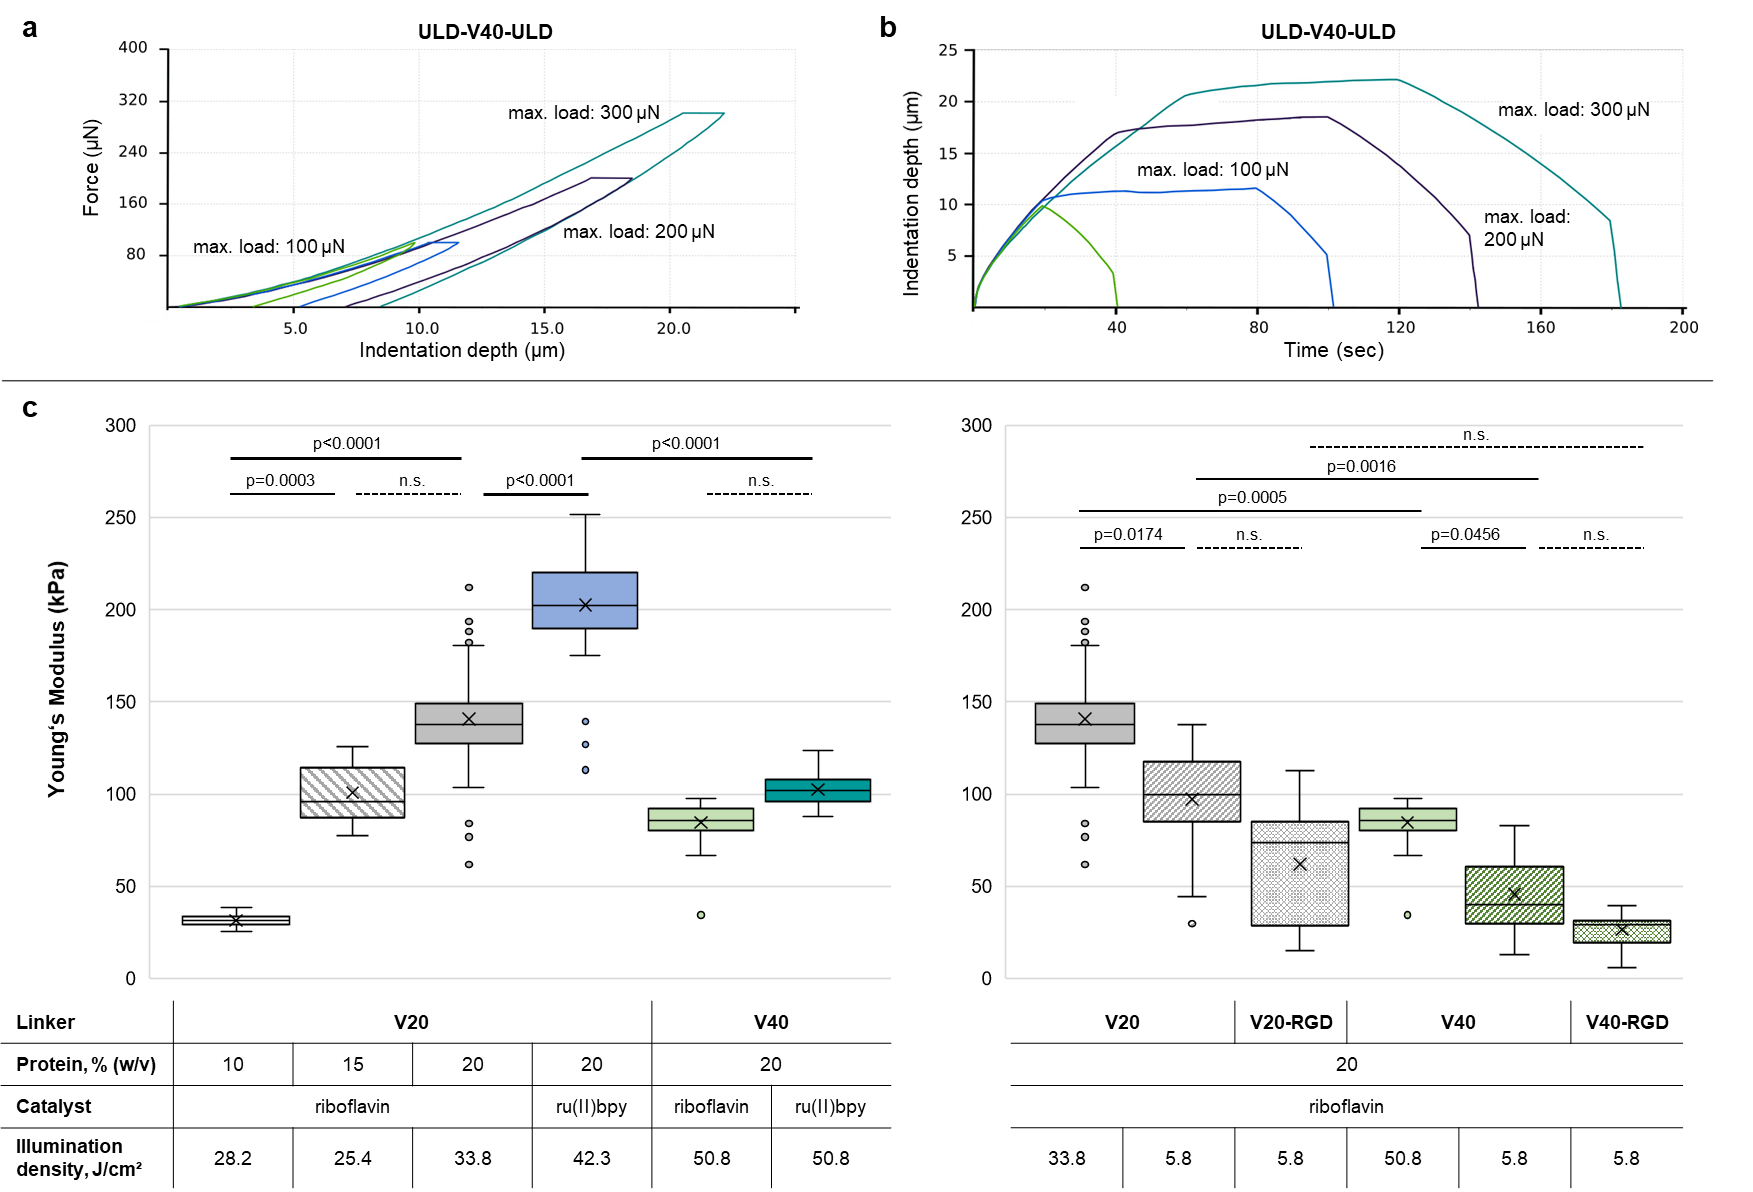 a
ULD-V40-ULD
400
320
240
160
80
Force (µN)
max. load: 300 µN
max. load: 100 µN
max. load: 200 µN
5.0 10.0 15.0 20.0
Indentation depth (µm)
b
ULD-V40-ULD
25
20
15
10
5
Indentation depth (µm)
max. load: 300 µN
max. load: 100 µN
max. load:
200 µN
40 80 120 160 200
Time (sec)
c
Young‘s Modulus (kPa)
300
250
200
150
100
50
0
p<0.0001 p<0.0001
p=0.0003 n.s. p<0.0001 n.s.
300
250
200
150
100
50
0
n.s.
p=0.0016
p=0.0005
p=0.0174 n.s. p=0.0456 n.s.
Linker V20 V40 V20 V20-RGD V40 V40-RGD
Protein, % (w/v) 10 15 20 20 20 20
Catalyst riboflavin ru(II)bpy riboflavin ru(II)bpy riboflavin
Illumination
density, J/cm² 28.2 25.4 33.8 42.3 50.8 50.8 33.8 5.8 5.8 50.8 5.8 5.8